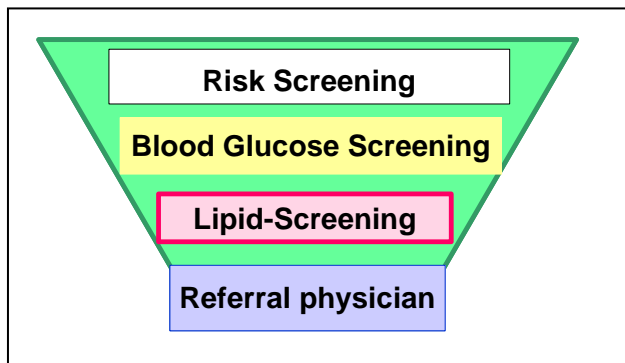 Risk Screening
Blood Glucose Screening
Lipid-Screening
Referral physician